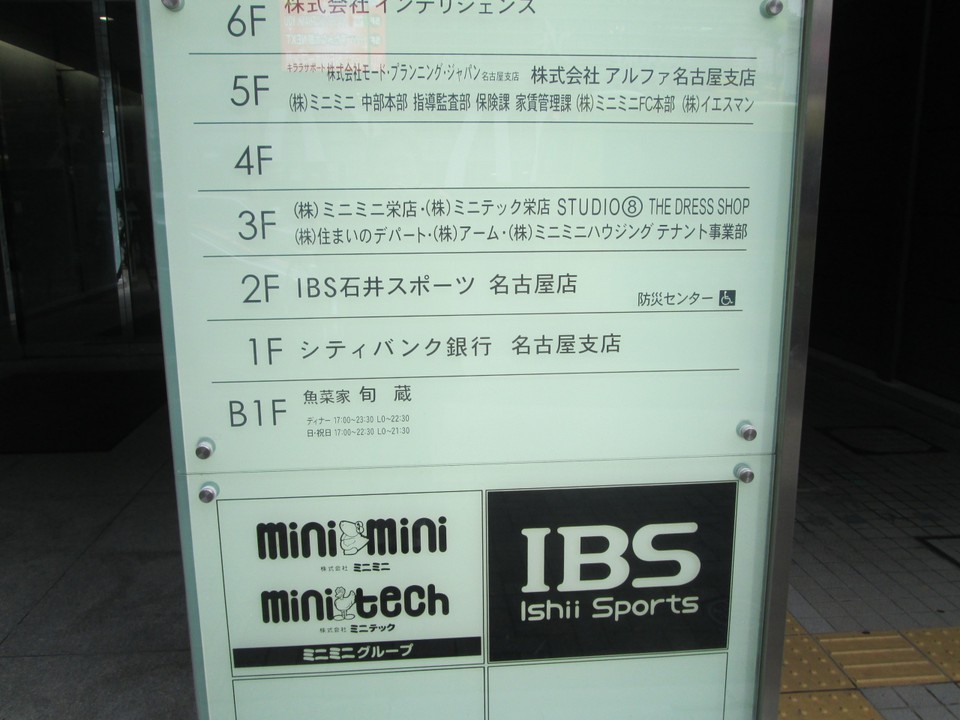 6F 株式会社インテリジェンス
キララサポート株式会社モード・プランニング・ジャパン名古屋支店 株式会社 アルファ名古屋支店
5F
(株)ミニミニ 中部本部 指導監査部 保険課 家賃管理課 (株)ミニミニFC本部 (株)イエスマン
4F
(株)ミニミニ栄店・(株)ミニテック栄店 STUDIO⑧ THE DRESS SHOP
3F
(株)住まいのデパート・(株)アーム・(株)ミニミニハウジング テナント事業部
2F IBS石井スポーツ 名古屋店
防災センター
1F シティバンク銀行 名古屋支店
魚菜家 旬 蔵
B1F
ディナー 17:00~23:30 LO~22:30
日・祝日 17:00~22:30 LO~21:30
mini mini
株式会社 ミニミニ
mini tech
株式会社 ミニテック
ミニミニグループ
IBS
Ishii Sports